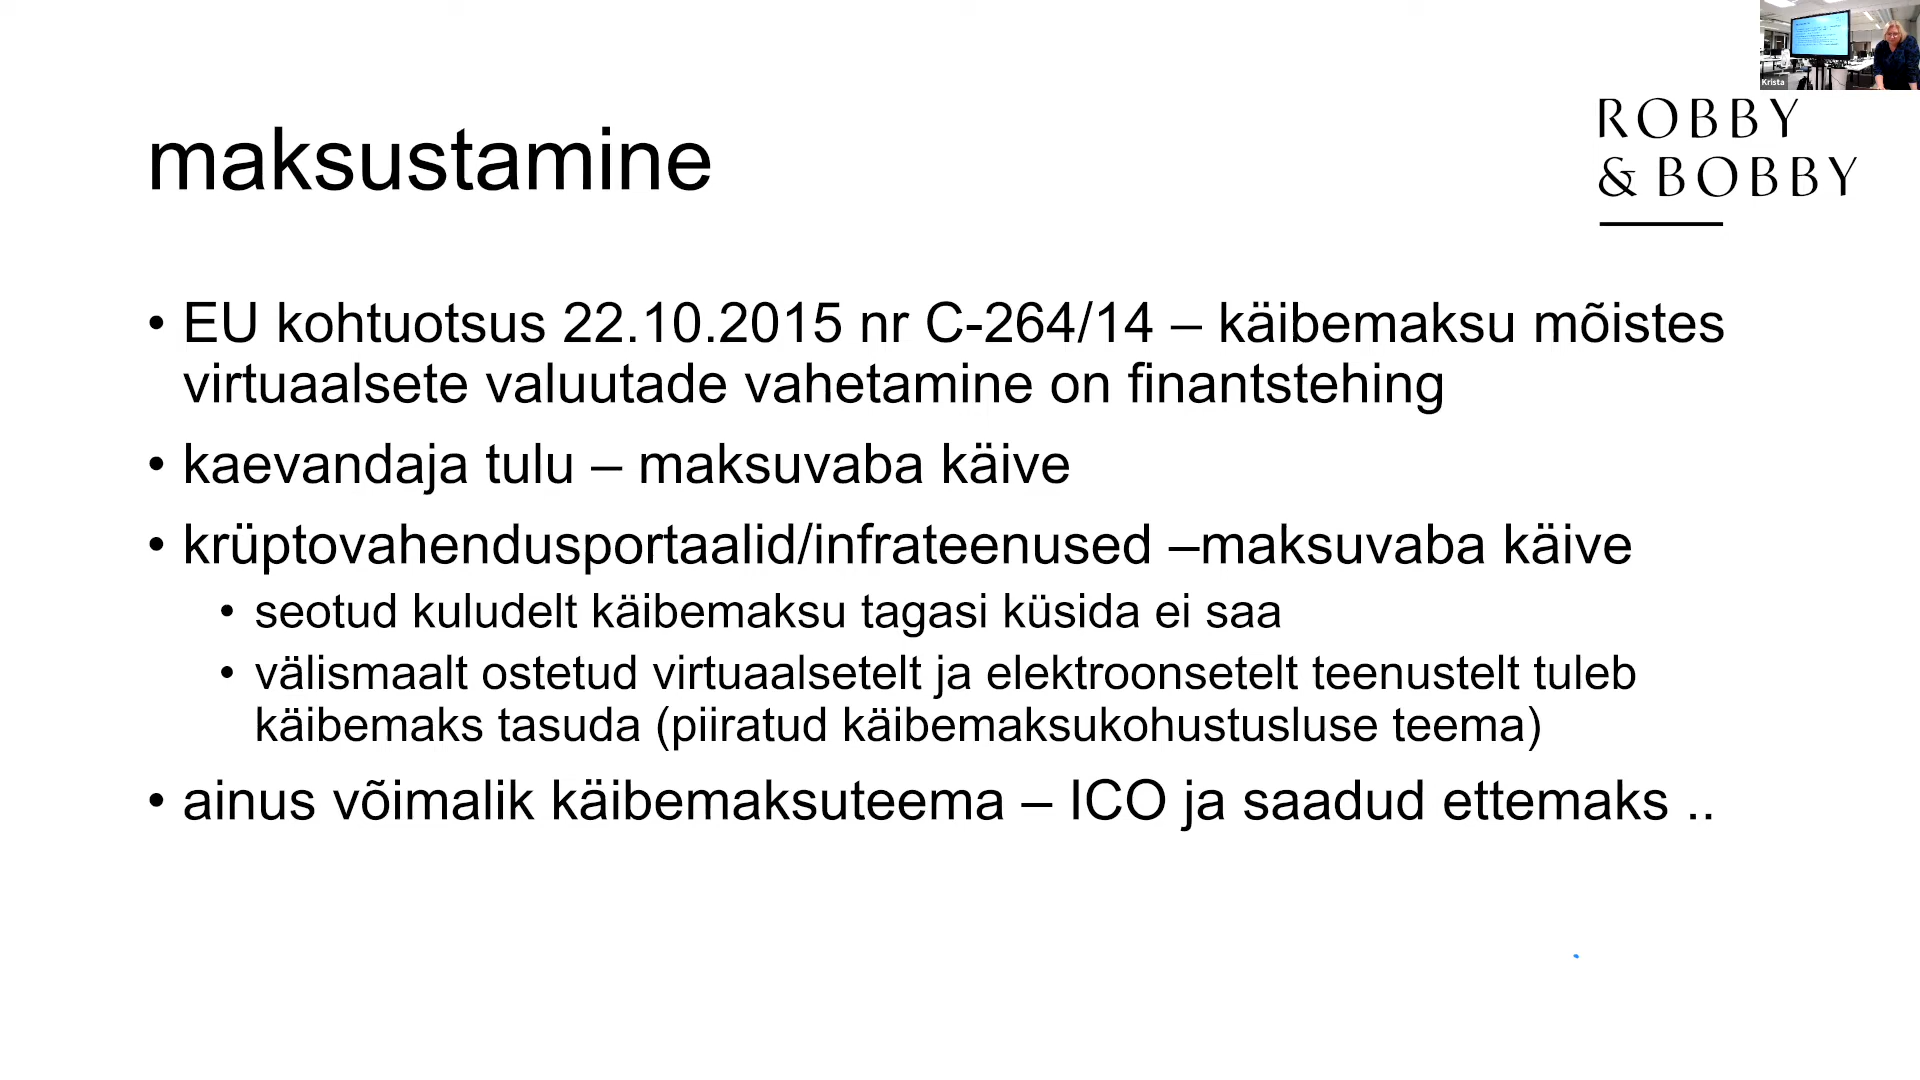 Krista
ROBBY
& BOBBY
maksustamine
• EU kohtuotsus 22.10.2015 nr C-264/14 – käibemaksu mõistes
virtuaalsete valuutade vahetamine on finantstehing
• kaevandaja tulu – maksuvaba käive
• krüptovahendusportaalid/infrateenused –maksuvaba käive
• seotud kuludelt käibemaksu tagasi küsida ei saa
• välismaalt ostetud virtuaalsetelt ja elektroonsetelt teenustelt tuleb
käibemaks tasuda (piiratud käibemaksukohustusluse teema)
• ainus võimalik käibemaksuteema – ICO ja saadud ettemaks ..